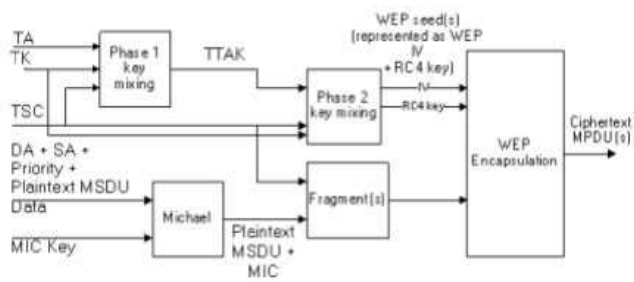 TA
TK
Phase 1
key
mixing
TTAK
WEP seed(s)
(represented as WEP
IV
+ RC4 key)
TSC
Phase 2
key mixing
IV
RC4 key
WEP
Encapsulation
Ciphertext
MPDU(s)
DA + SA +
Priority +
Plaintext MSDU
Data
MIC Key
Michael
Fragment(s)
Plaintext
MSDU +
MIC